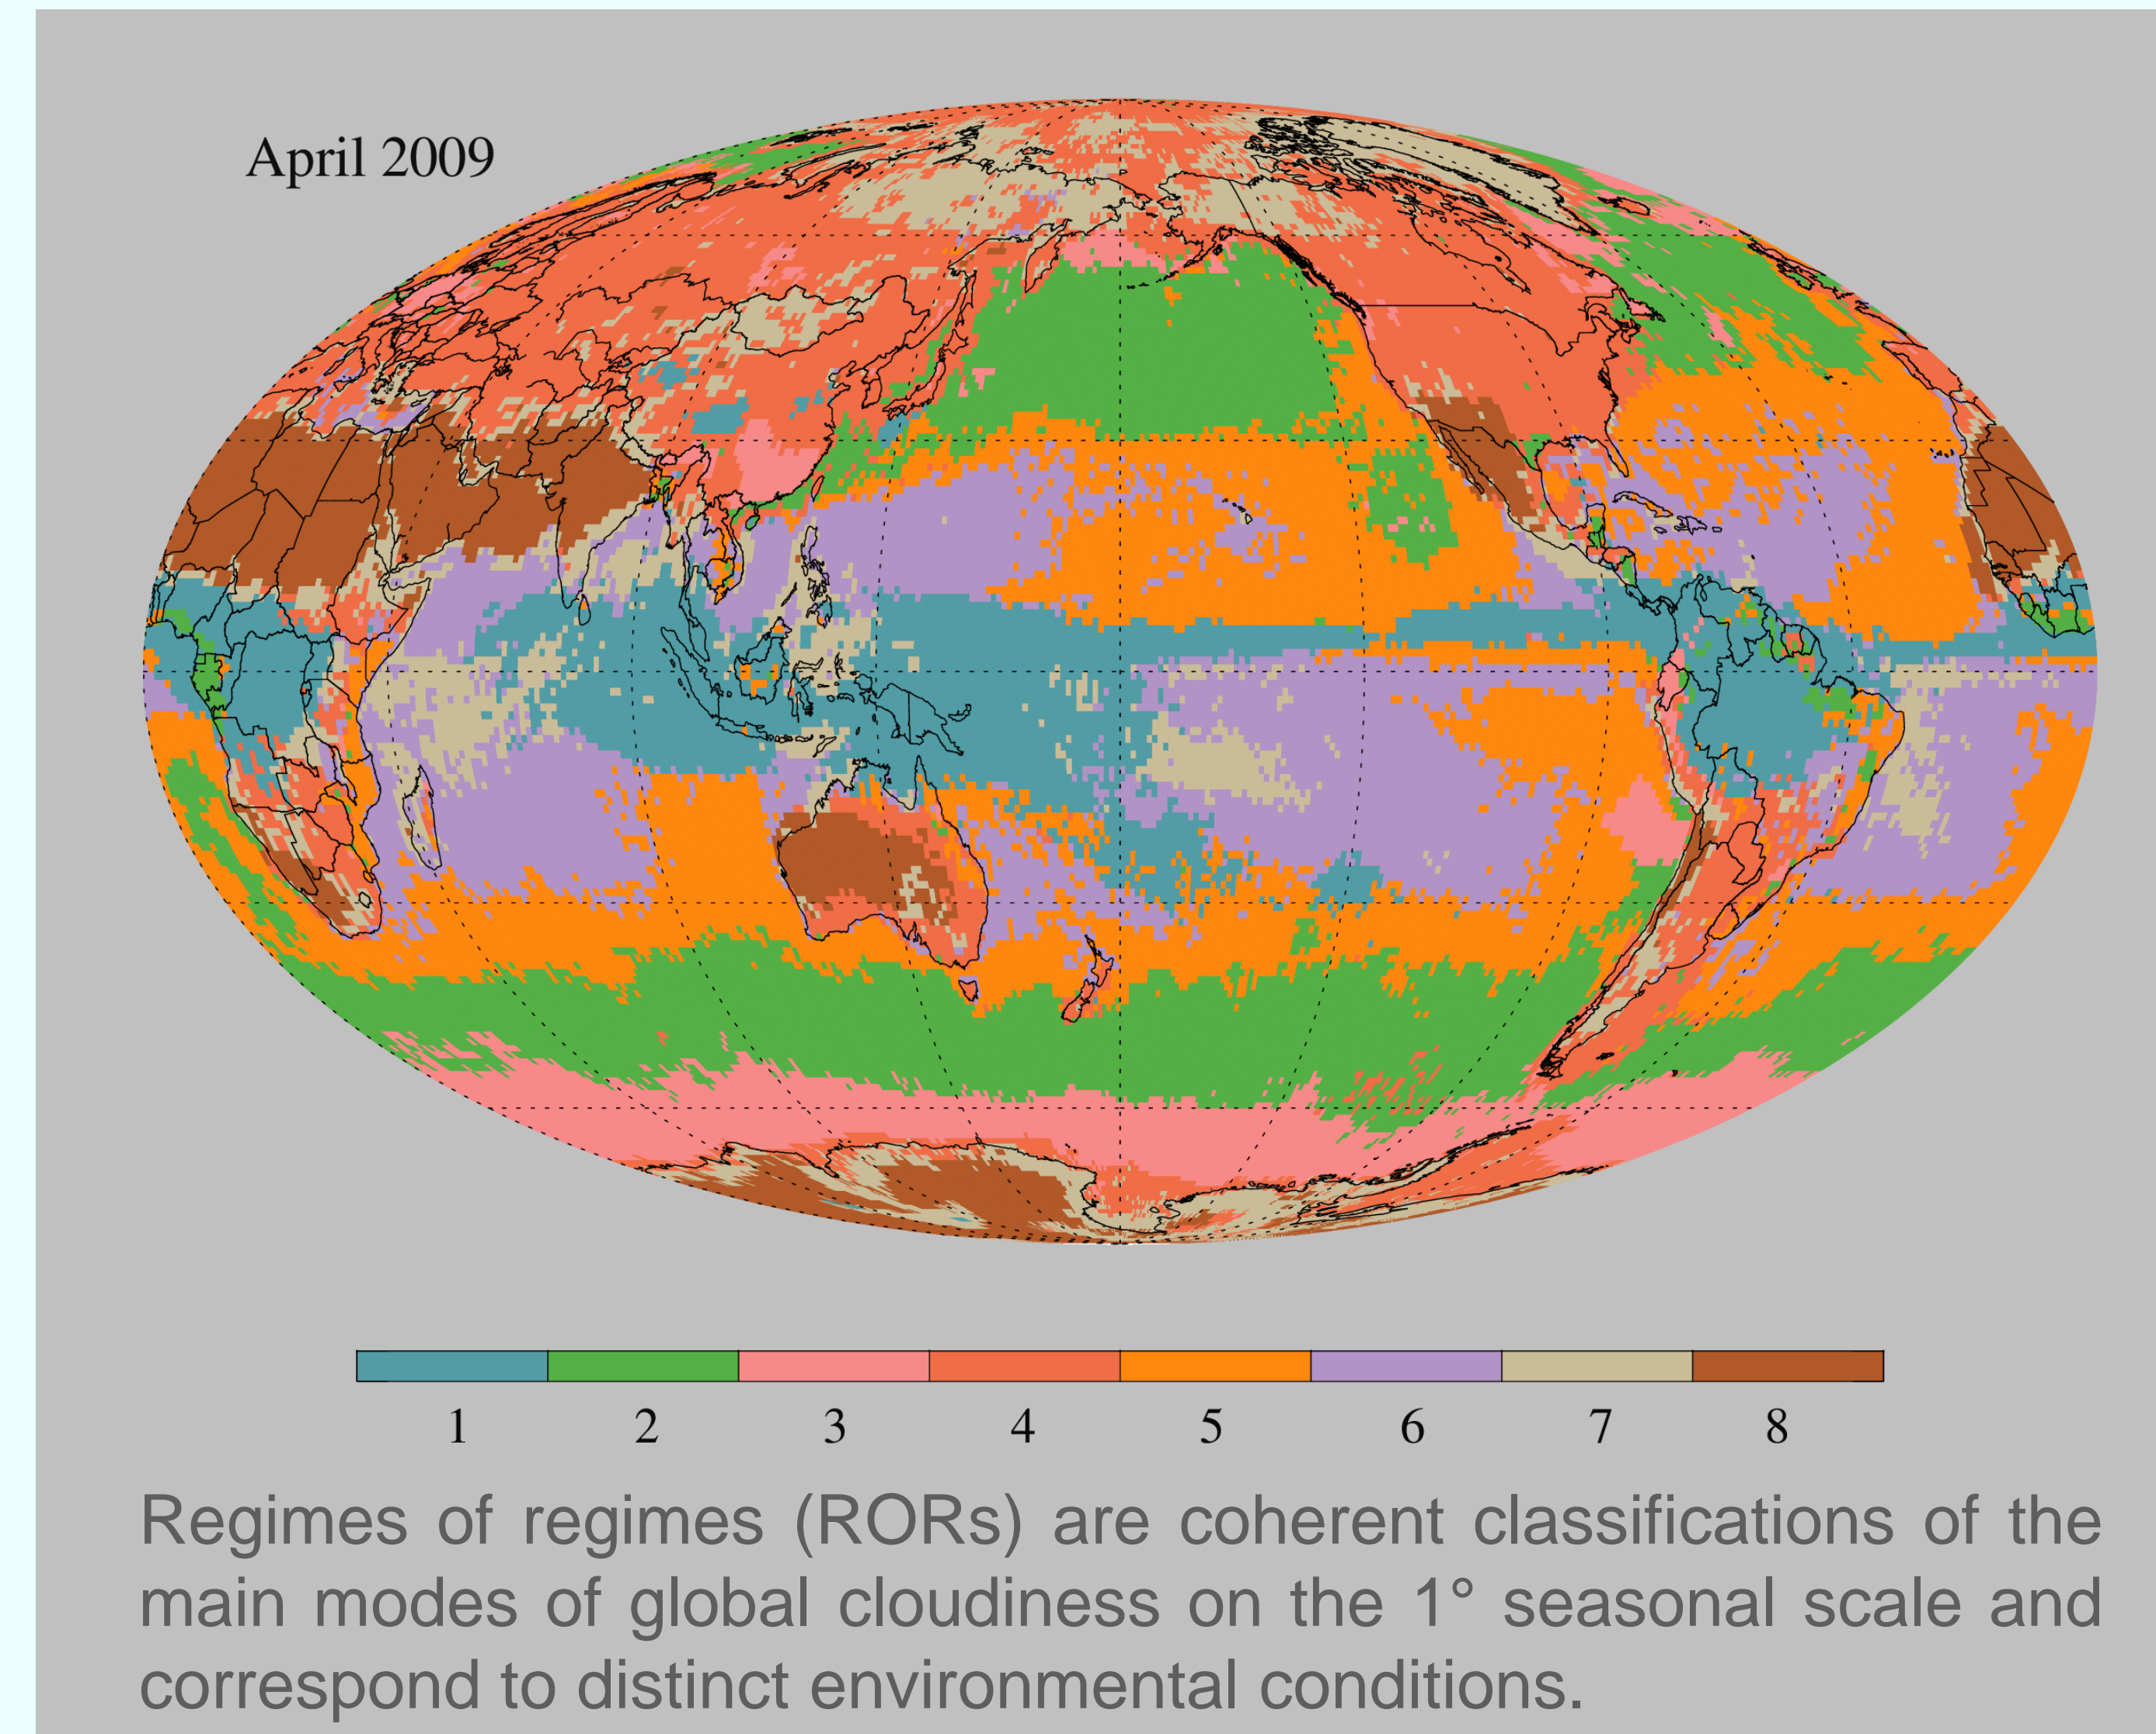 April 2009
1 2 3 4 5 6 7 8
Regimes of regimes (RORs) are coherent classifications of the
main modes of global cloudiness on the 1° seasonal scale and
correspond to distinct environmental conditions.